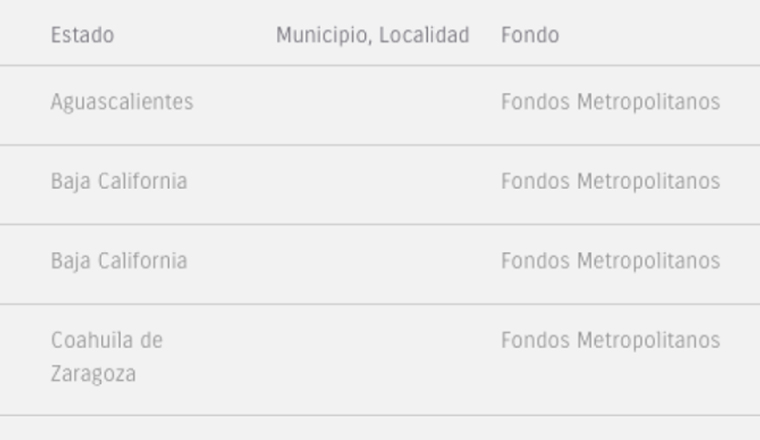 Estado Municipio, Localidad Fondo
Aguascalientes Fondos Metropolitanos
Baja California Fondos Metropolitanos
Baja California Fondos Metropolitanos
Coahuila de Fondos Metropolitanos
Zaragoza